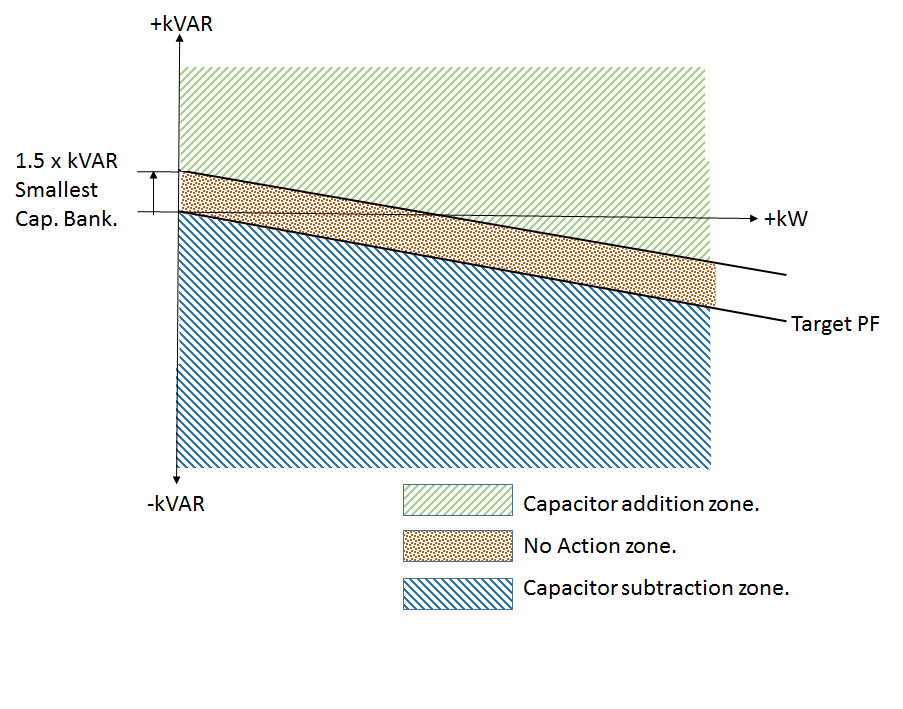 +kVAR
1.5 x kVAR
Smallest
Cap. Bank.
+kW
Target PF
-kVAR
Capacitor addition zone.
No Action zone.
Capacitor subtraction zone.